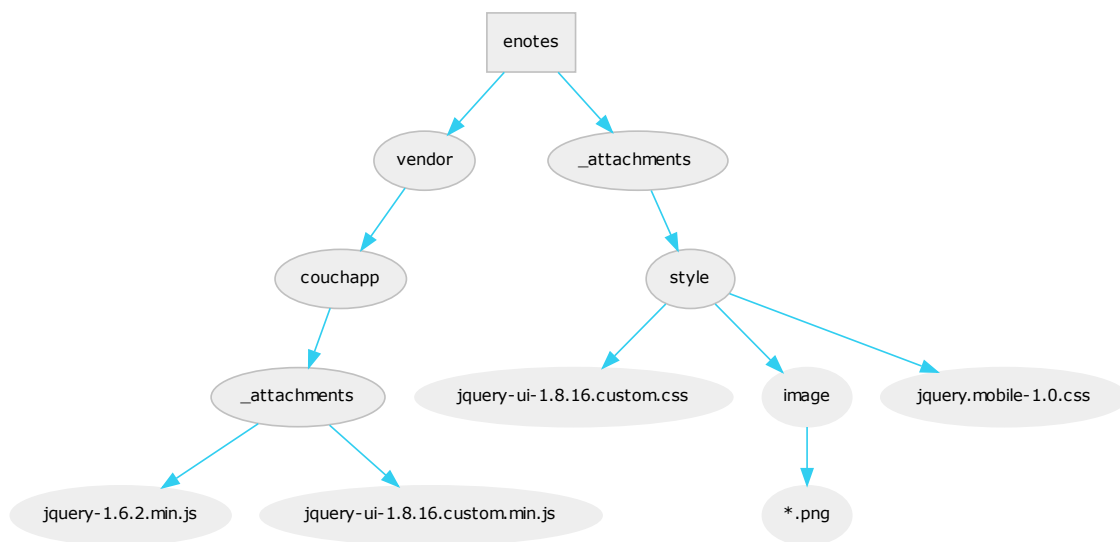 enotes
vendor
_attachments
couchapp
style
_attachments
jquery-ui-1.8.16.custom.css
image
jquery.mobile-1.0.css
jquery-1.6.2.min.js
jquery-ui-1.8.16.custom.min.js
*.png